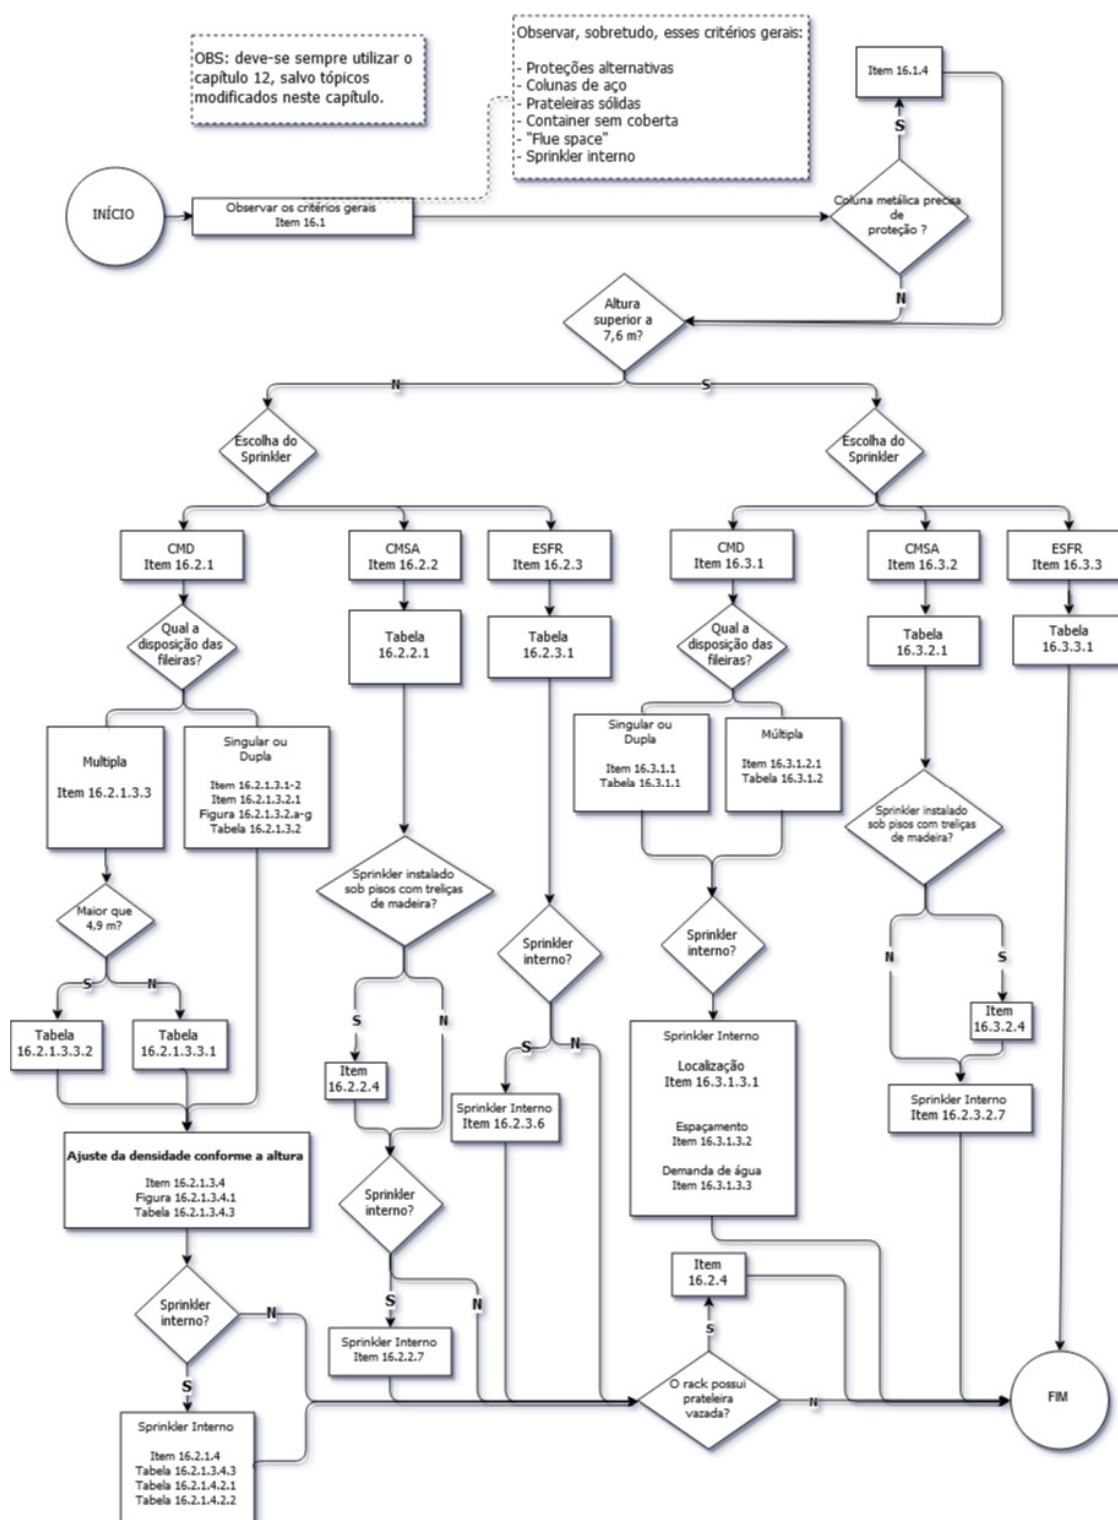 OBS: deve-se sempre utilizar o
capítulo 12, salvo tópicos
modificados neste capítulo.
Observar, sobretudo, esses critérios gerais:
- Proteções alternativas
- Colunas de aço
- Prateleiras sólidas
- Container sem coberta
- "Flue space"
- Sprinkler interno
Item 16.1.4
S
INÍCIO
Observar os critérios gerais
Item 16.1
Coluna metálica precisa
de
proteção ?
N
Altura
superior a
7,6 m?
N
S
Escolha do
Sprinkler
Escolha do
Sprinkler
CMD
Item 16.2.1
CMSA
Item 16.2.2
ESFR
Item 16.2.3
CMD
Item 16.3.1
CMSA
Item 16.3.2
ESFR
Item 16.3.3
Qual a
disposição das
fileiras?
Tabela
16.2.2.1
Tabela
16.2.3.1
Qual a
disposição das
fileiras?
Tabela
16.3.2.1
Tabela
16.3.3.1
Multipla
Item 16.2.1.3.3
Singular ou
Dupla
Item 16.2.1.3.1-2
Item 16.2.1.3.2.1
Figura 16.2.1.3.2.a-g
Tabela 16.2.1.3.2
Singular ou
Dupla
Item 16.3.1.1
Tabela 16.3.1.1
Múltipla
Item 16.3.1.2.1
Tabela 16.3.1.2
Sprinkler instalado
sob pisos com treliças
de madeira?
Sprinkler instalado
sob pisos com treliças
de madeira?
Maior que
4,9 m?
Sprinkler
interno?
Sprinkler
interno?
S
N
N
S
Tabela
16.2.1.3.3.2
Tabela
16.2.1.3.3.1
S
N
Item
16.2.2.4
S
N
Item
16.3.2.4
Sprinkler Interno
Localização
Item 16.3.1.3.1
Espaçamento
Item 16.3.1.3.2
Demanda de água
Item 16.3.1.3.3
Sprinkler Interno
Item 16.2.3.6
Sprinkler Interno
Item 16.2.3.2.7
Ajuste da densidade conforme a altura
Item 16.2.1.3.4
Figura 16.2.1.3.4.1
Tabela 16.2.1.3.4.3
Sprinkler
interno?
Sprinkler
interno?
N
S
S
N
Sprinkler Interno
Item 16.2.2.7
Item
16.2.4
S
O rack possui
prateleira
vazada?
N
FIM
Sprinkler Interno
Item 16.2.1.4
Tabela 16.2.1.3.4.3
Tabela 16.2.1.4.2.1
Tabela 16.2.1.4.2.2